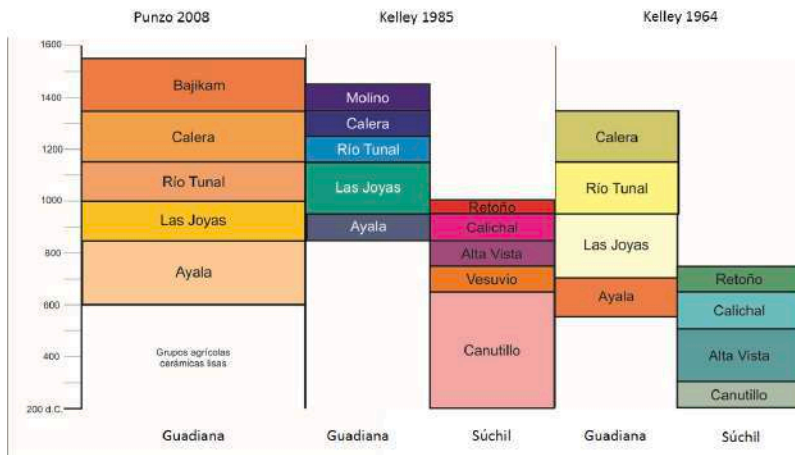 Punzo 2008
Kelley 1985
Kelley 1964
1600
1400
1200
1000
800
600
400
200 d.C.
Bajikam
Calera
Río Tunal
Las Joyas
Ayala
Grupos agrícolas
cerámicas lisas
Molino
Calera
Río Tunal
Las Joyas
Ayala
Retoño
Calichal
Alta Vista
Vesuvio
Canutillo
Calera
Río Tunal
Las Joyas
Ayala
Retoño
Calichal
Alta Vista
Canutillo
Guadiana
Guadiana
Súchil
Guadiana
Súchil